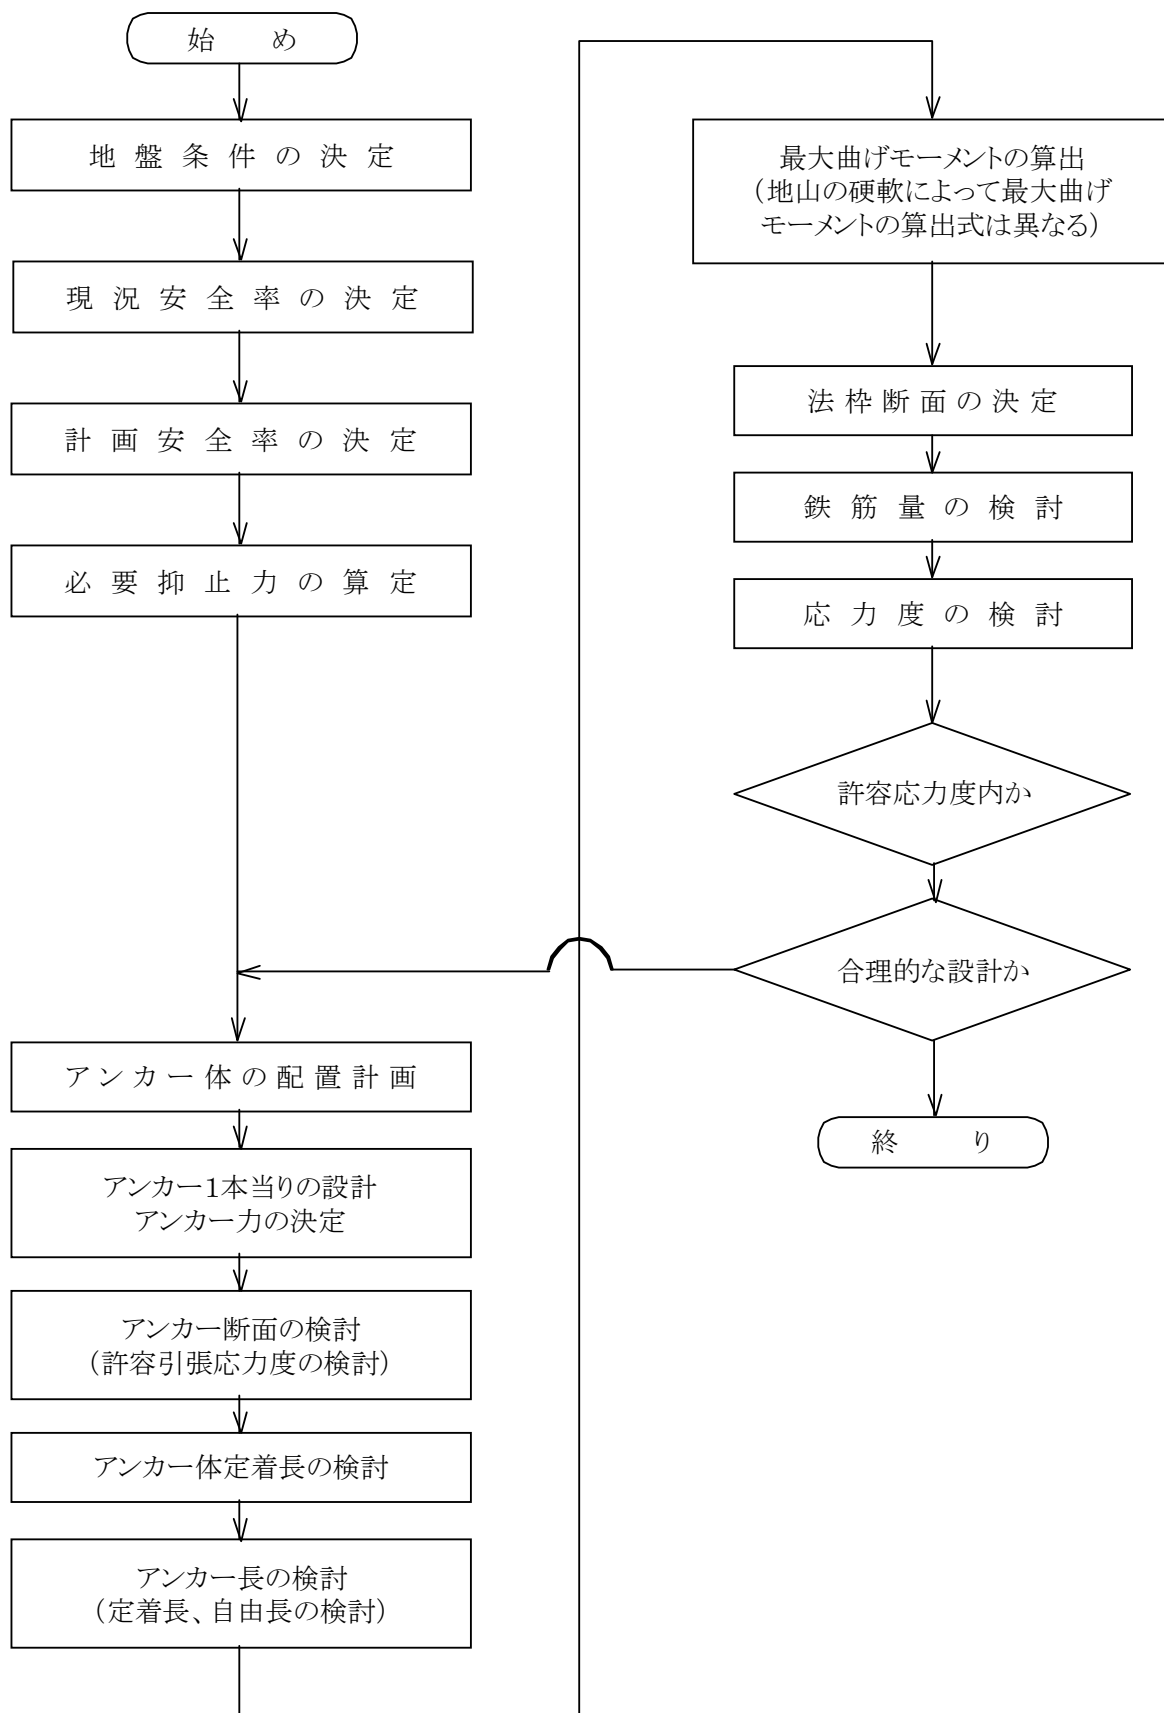 始め
地盤条件の決定
現況安全率の決定
計画安全率の決定
必要抑止力の算定
アンカー体の配置計画
アンカー1本当りの設計
アンカー力の決定
アンカー断面の検討
（許容引張応力度の検討）
アンカー体定着長の検討
アンカー長の検討
（定着長、自由長の検討）
最大曲げモーメントの算出
（地山の硬軟によって最大曲げ
モーメントの算出式は異なる）
法枠断面の決定
鉄筋量の検討
応力度の検討
許容応力度内か
合理的な設計か
終り